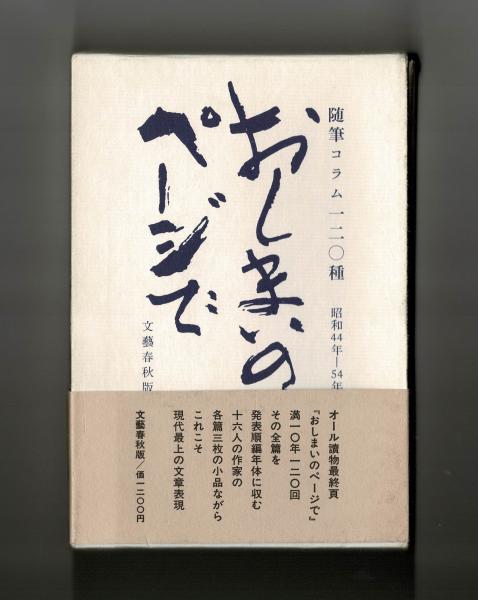 随筆コラム一二〇種
昭和44年—54年
おしまいの
ページで
文藝春秋版
オール讀物最終頁
『おしまいのページで』
満一〇年一二〇回
その全篇を
発表順編年体に収む
十六人の作家の
各篇三枚の小品ながら
これこそ
現代最上の文章表現
文藝春秋版／価一二〇〇円